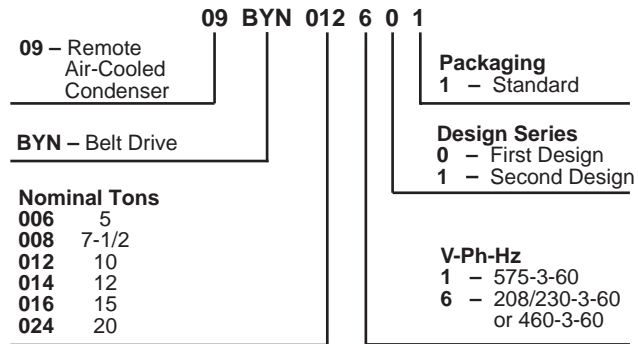 09 BYN 012 6 0 1
09 – Remote
Air-Cooled
Condenser
BYN – Belt Drive
Nominal Tons
006 5
008 7-1/2
012 10
014 12
016 15
024 20
Packaging
1 – Standard
Design Series
0 – First Design
1 – Second Design
V-Ph-Hz
1 – 575-3-60
6 – 208/230-3-60
or 460-3-60